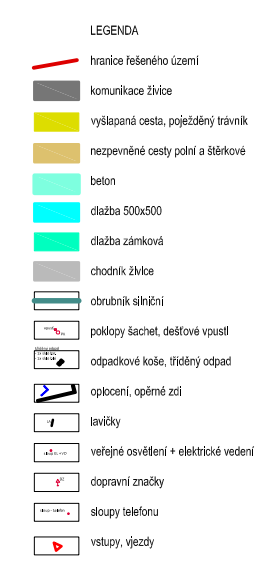 LEGENDA
hranice řešeného území
komunikace živice
vyšlapaná cesta, poježděný trávník
nezpevněné cesty polní a štěrkové
beton
dlažba 500x500
dlažba zámková
chodník živice
obrubník silniční
poklopy šachet, dešťové vpustI
odpadkové koše, tříděný odpad
oplocení, opěrné zdi
lavičky
veřejné osvětlení + elektrické vedení
dopravní značky
sloupy telefonu
vstupy, vjezdy